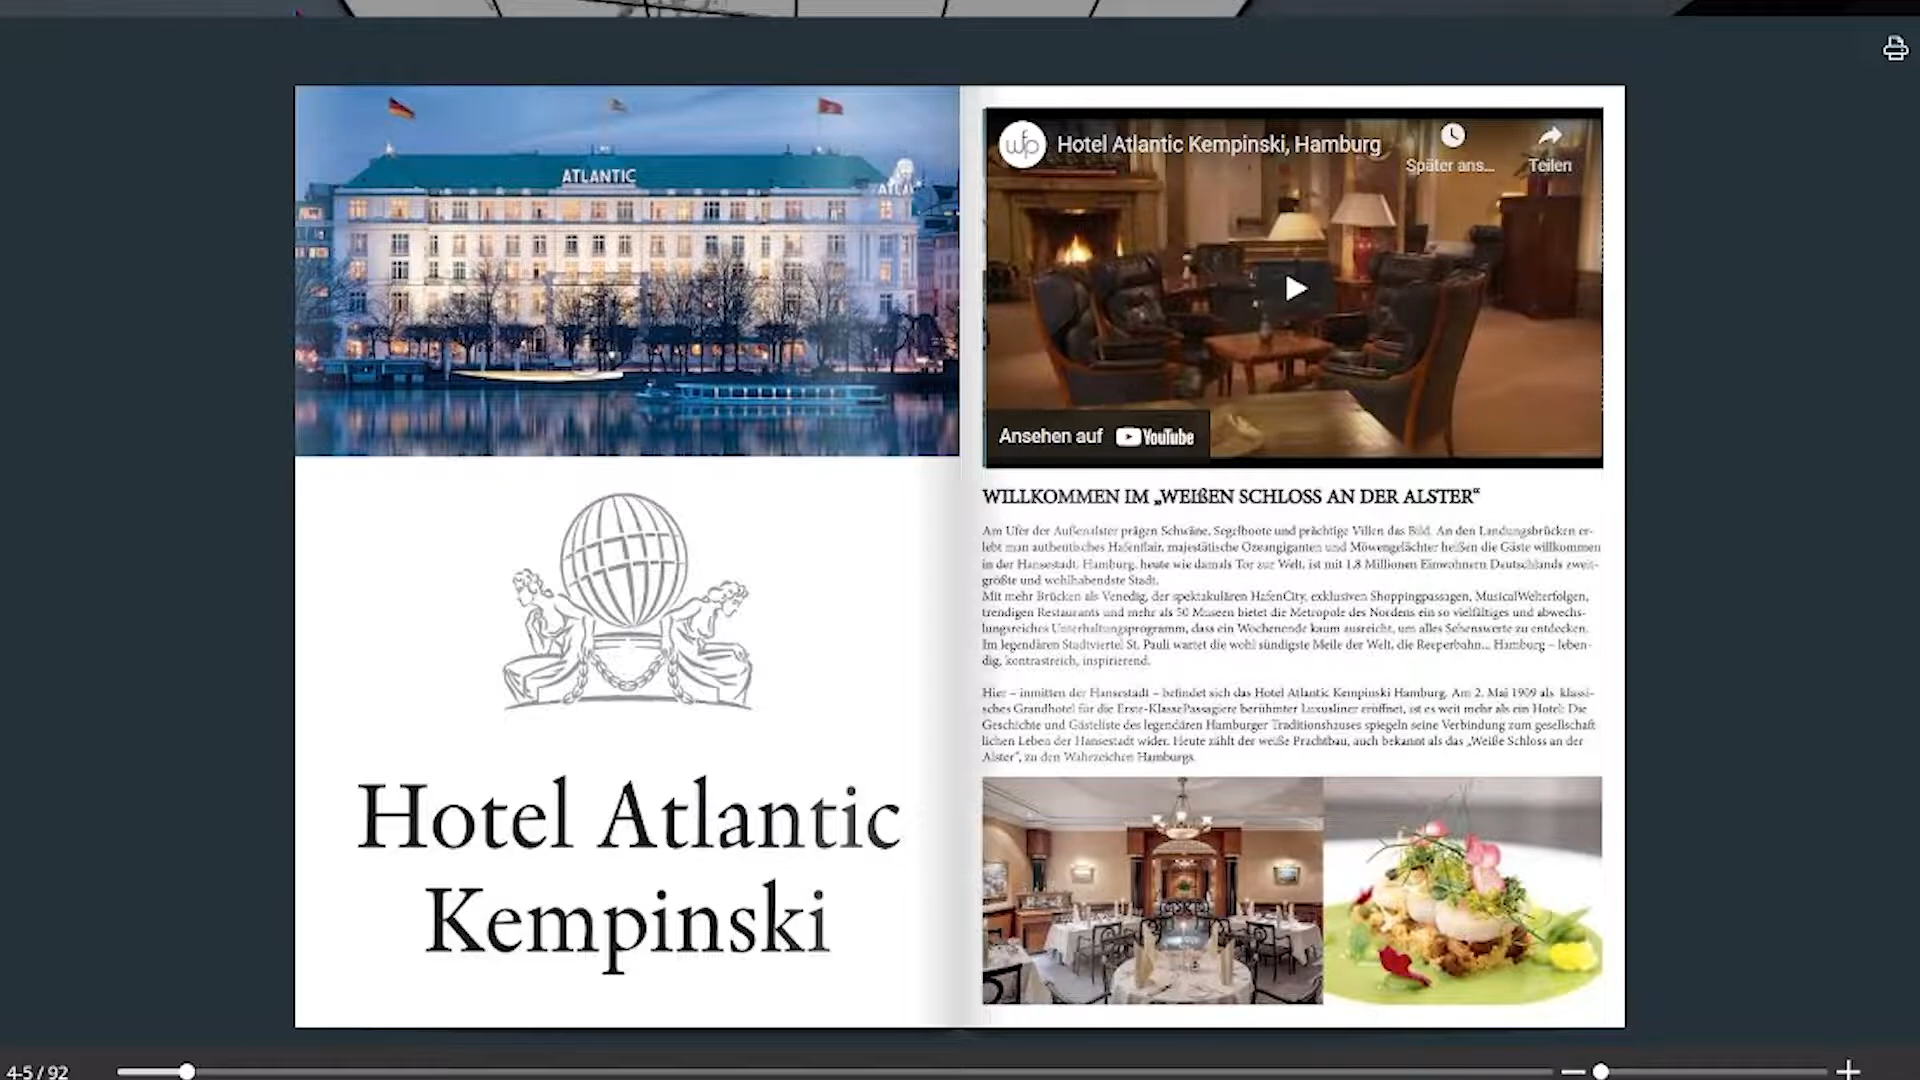 ATLANTIC
Hotel Atlantic
Kempinski
wfp
Hotel Atlantic Kempinski, Hamburg
Später ans...
Teilen
Ansehen auf YouTube
WILLKOMMEN IM „WEIßEN SCHLOSS AN DER ALSTER“
Am Ufer der Außenalster prägen Schwäne, Segelboote und prächtige Villen das Bild. An den Landungsbrücken er-
lebt man authentisches Hafenflair, majestätische Ozeangiganten und Möwengelächter heißen die Gäste willkommen
in der Hansestadt. Hamburg, heute wie damals Tor zur Welt, ist mit 1,8 Millionen Einwohnern Deutschlands zweit-
größte und wohlhabendste Stadt.
Mit mehr Brücken als Venedig, der spektakulären HafenCity, exklusiven Shoppingpassagen, MusicalWelterfolgen,
trendigen Restaurants und mehr als 50 Museen bietet die Metropole des Nordens ein so vielfältiges und abwechs-
lungsreiches Unterhaltungsprogramm, dass ein Wochenende kaum ausreicht, um alles Sehenswerte zu entdecken.
Im legendären Stadtviertel St. Pauli wartet die wohl sündigste Meile der Welt, die Reeperbahn... Hamburg – leben-
dig, kontrastreich, inspirierend.
Hier – inmitten der Hansestadt – befindet sich das Hotel Atlantic Kempinski Hamburg. Am 2. Mai 1909 als klassi-
sches Grandhotel für die Erste-KlassePassagiere berühmter Luxusliner eröffnet, ist es weit mehr als ein Hotel: Die
Geschichte und Gästeliste des legendären Hamburger Traditionshauses spiegeln seine Verbindung zum gesellschaft
lichen Leben der Hansestadt wider. Heute zählt der weiße Prachtbau, auch bekannt als das „Weiße Schloss an der
Alster“, zu den Wahrzeichen Hamburgs.
4-5 / 92